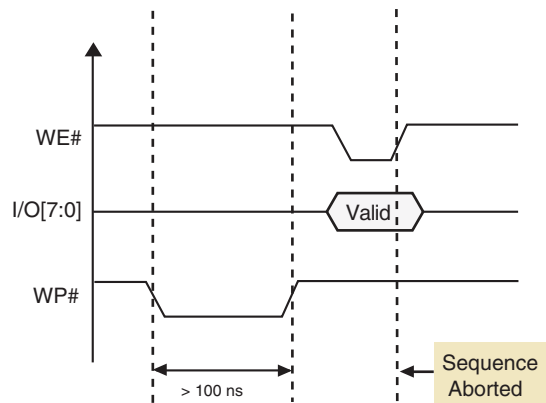 WE#
I/O[7:0]
Valid
WP#
> 100 ns
Sequence
Aborted